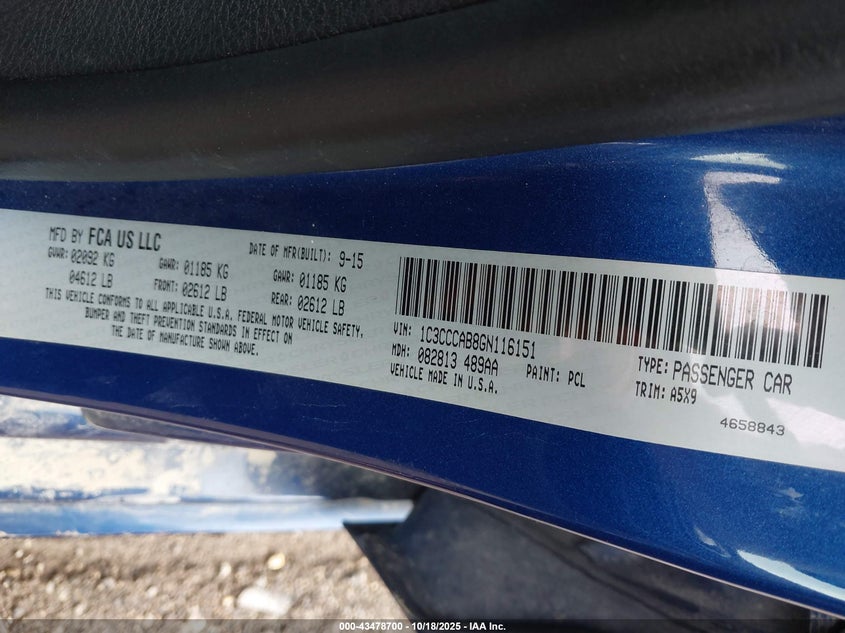 MFD BY FCA US LLC
DATE OF MFR(BUILT): 9-15
GVWR: 02092 KG
04612 LB
GAWR: 01185 KG
FRONT: 02612 LB
GAWR: 01185 KG
REAR: 02612 LB
THIS VEHICLE CONFORMS TO ALL APPLICABLE U.S.A. FEDERAL MOTOR VEHICLE SAFETY,
BUMPER AND THEFT PREVENTION STANDARDS IN EFFECT ON
THE DATE OF MANUFACTURE SHOWN ABOVE.
VIN: 1C3CCCAB8GN116151
MDH: 082813 489AA
PAINT: PCL
VEHICLE MADE IN U.S.A.
TYPE: PASSENGER CAR
TRIM: A5X9
4658843
000-43478700 - 10/18/2025 - IAA Inc.